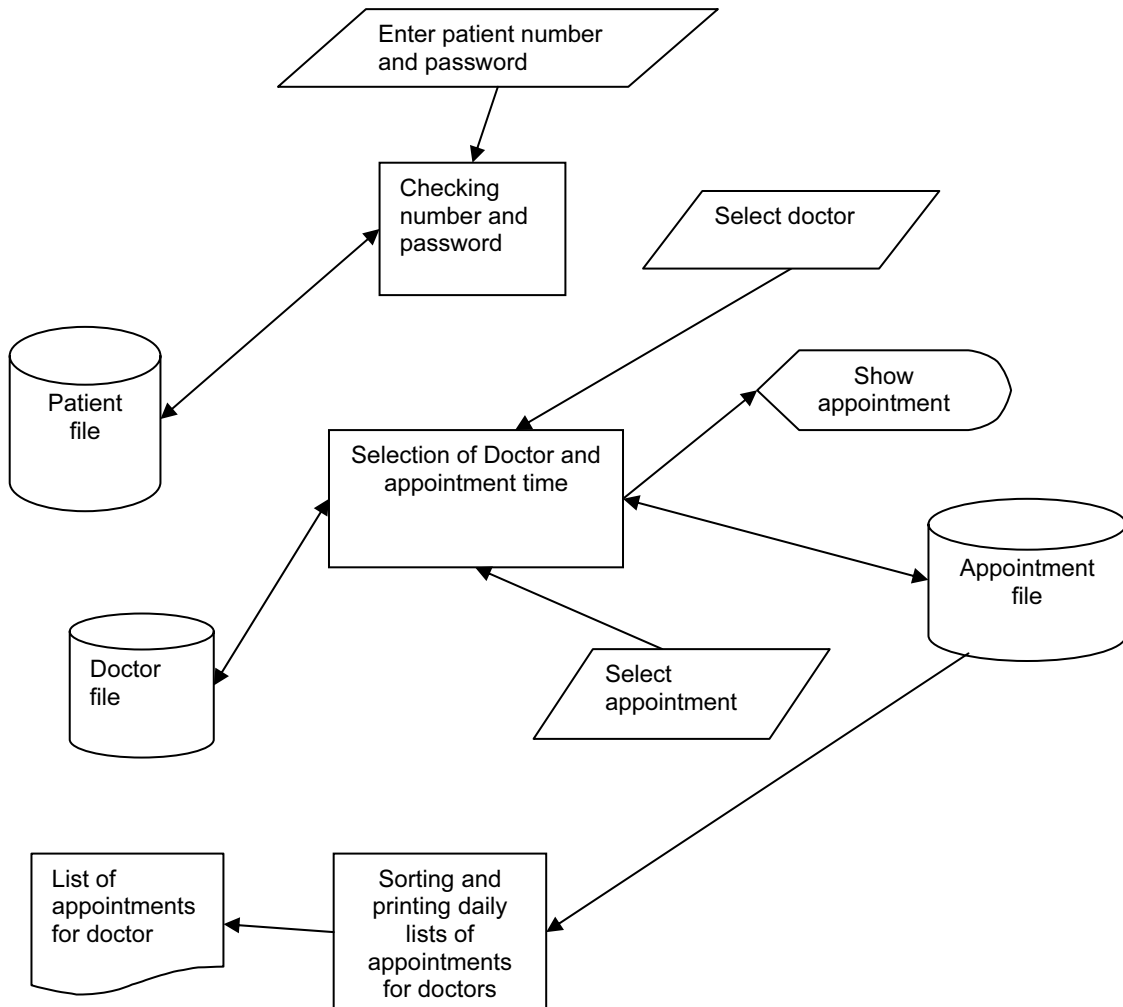 Enter patient number
and password
Checking
number and
password
Select doctor
Show
appointment
Patient
file
Selection of Doctor and
appointment time
Appointment
file
Doctor
file
Select
appointment
List of
appointments
for doctor
Sorting and
printing daily
lists of
appointments
for doctors